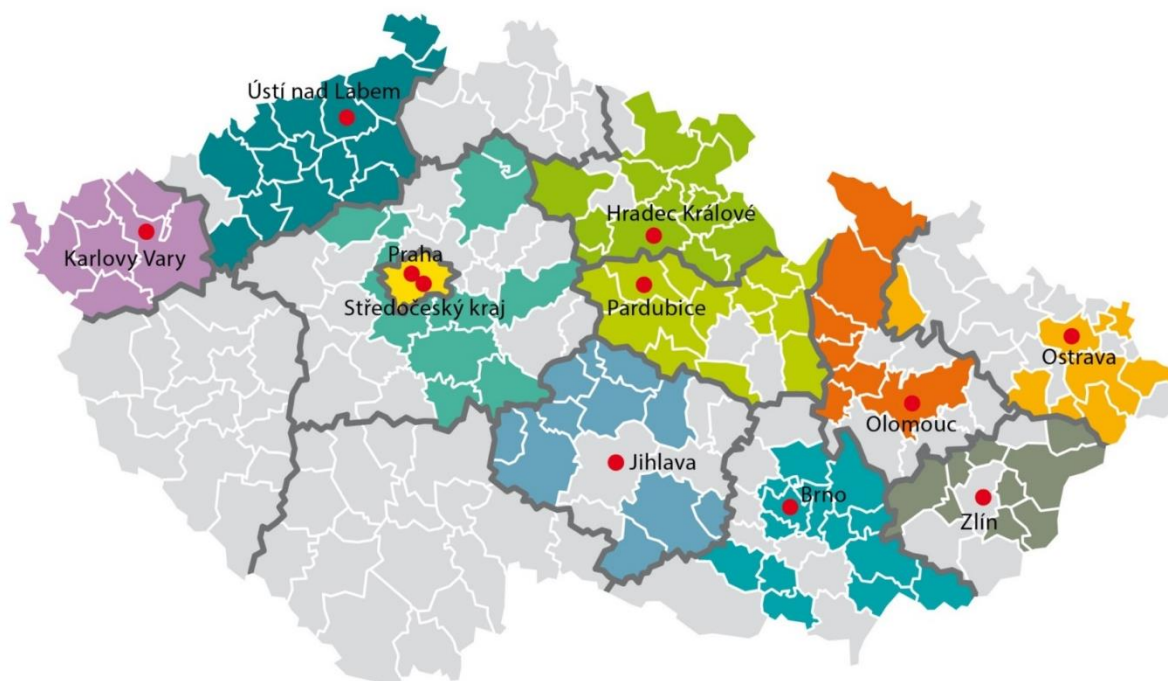 Ústí nad Labem
Karlovy Vary
Praha
Středočeský kraj
Hradec Králové
Pardubice
Jihlava
Brno
Olomouc
Ostrava
Zlín